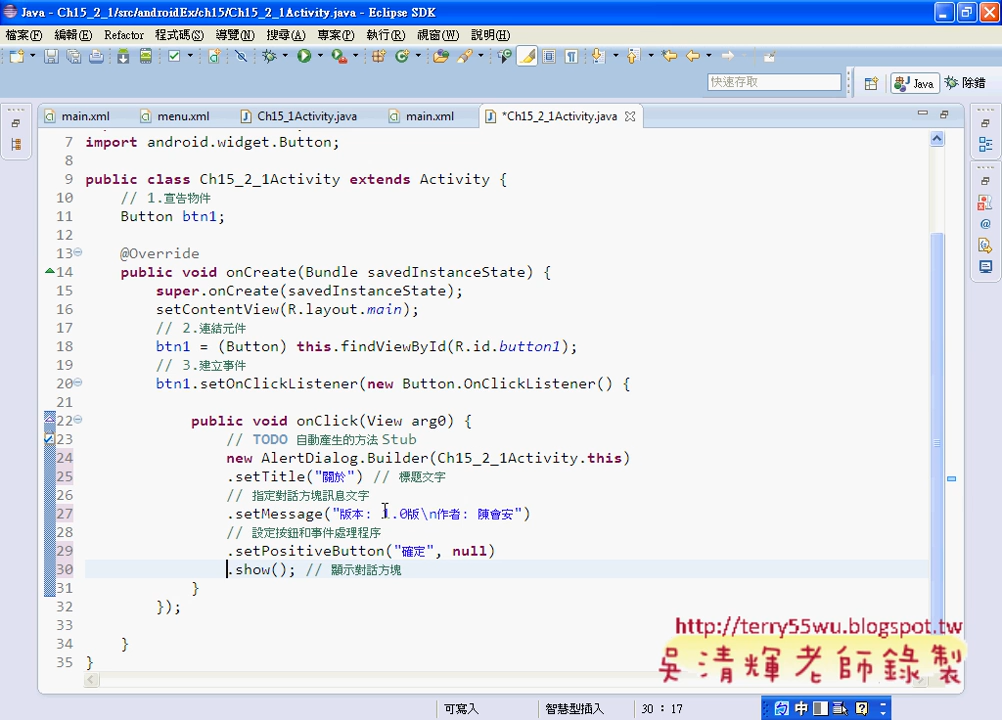 Java - Ch15_2_1/src/androidEx/ch15/Ch15_2_1Activity.java - Eclipse SDK
檔案(F) 編輯(E) Refactor 程式碼(S) 導覽(N) 搜尋(A) 專案(P) 執行(R) 視窗(W) 說明(H)
快速存取 Java 除錯
main.xml menu.xml Ch15_1Activity.java main.xml *Ch15_2_1Activity.java
7 import android.widget.Button;
8
9 public class Ch15_2_1Activity extends Activity {
10 // 1.宣告物件
11 Button btn1;
12
13 @Override
14 public void onCreate(Bundle savedInstanceState) {
15 super.onCreate(savedInstanceState);
16 setContentView(R.layout.main);
17 // 2.連結元件
18 btn1 = (Button) this.findViewById(R.id.button1);
19 // 3.建立事件
20 btn1.setOnClickListener(new Button.OnClickListener() {
21
22 public void onClick(View arg0) {
23 // TODO 自動產生的方法 Stub
24 new AlertDialog.Builder(Ch15_2_1Activity.this)
25 .setTitle("關於") // 標題文字
26 // 指定對話方塊訊息文字
27 .setMessage("版本: 1.0版\n作者: 陳會安")
28 // 設定按鈕和事件處理程序
29 .setPositiveButton("確定", null)
30 .show(); // 顯示對話方塊
31 }
32 });
33
34 }
35 }
http://terry55wu.blogspot.tw
吳清輝老師錄製
可寫入 智慧型插入 30 : 17 中